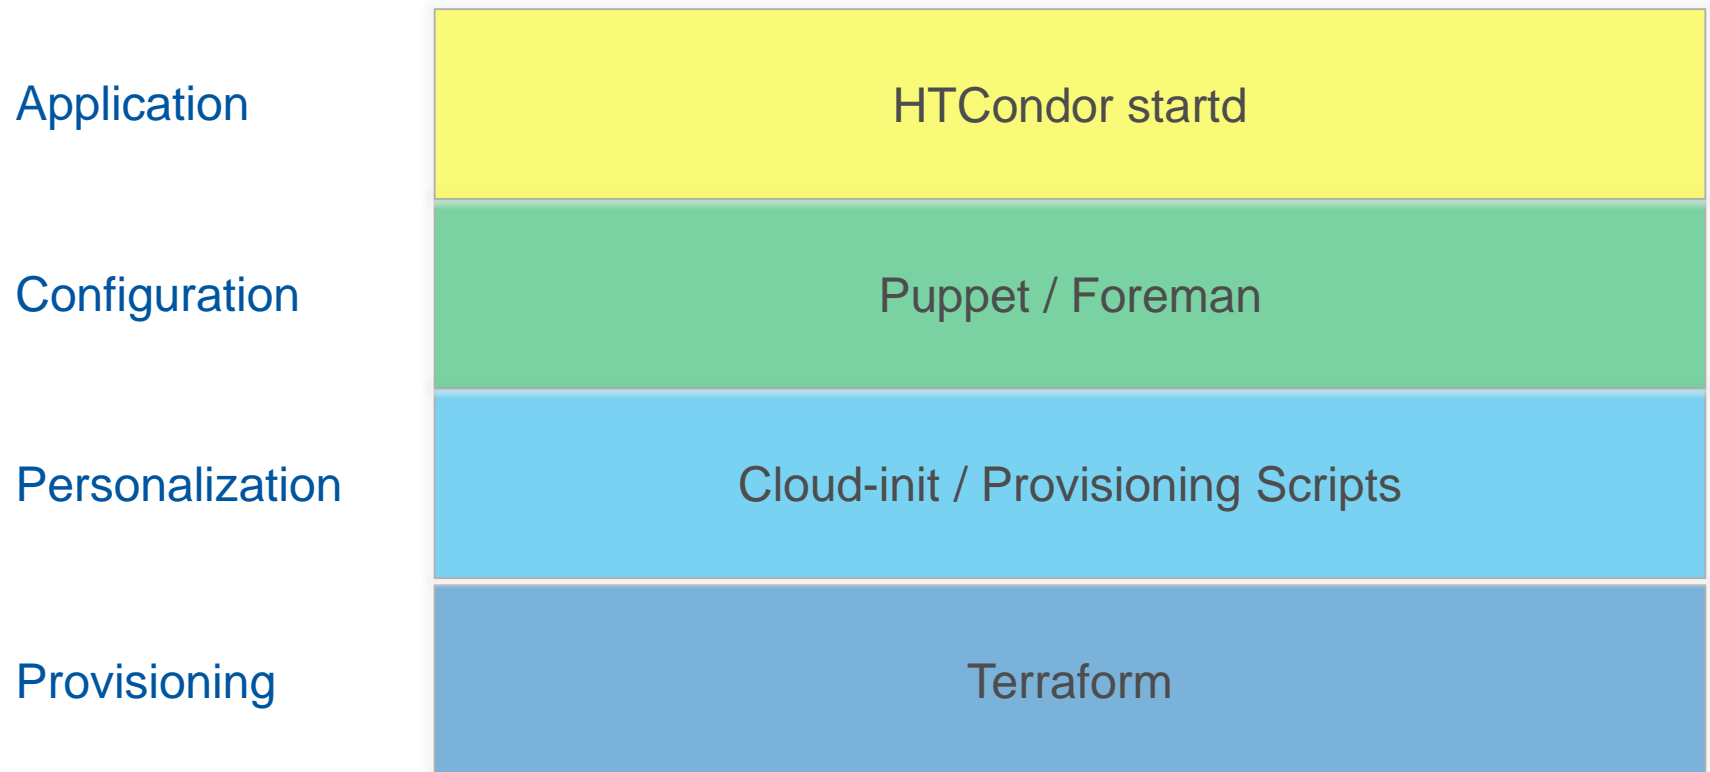 Application
HTCondor startd
Configuration
Puppet / Foreman
Personalization
Cloud-init / Provisioning Scripts
Provisioning
Terraform